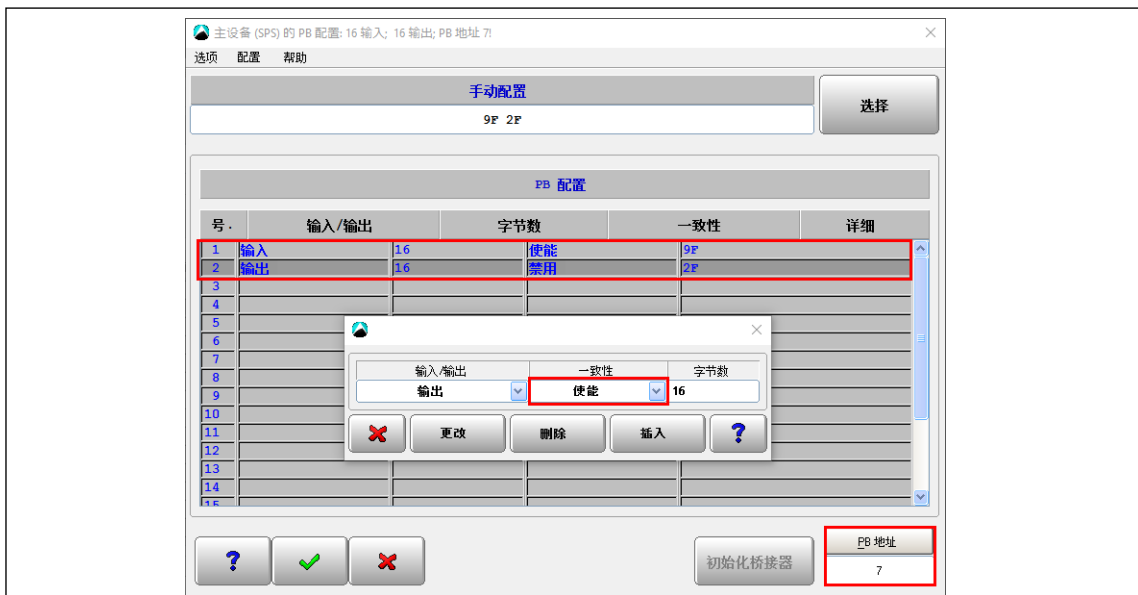 主设备 (SPS) 的 PB 配置: 16 输入; 16 输出; PB 地址 7!
选项 配置 帮助
手动配置
选择
9F 2F
PB 配置
号. 输入/输出 字节数 一致性 详细
1 输入 16 使能 9F
2 输出 16 禁用 2F
3
4
5
6
7
8
9
10
11
12
13
14
15
输入/输出 一致性 字节数
输出 使能 16
更改 删除 插入 ?
? 初始化桥接器
PB 地址
7